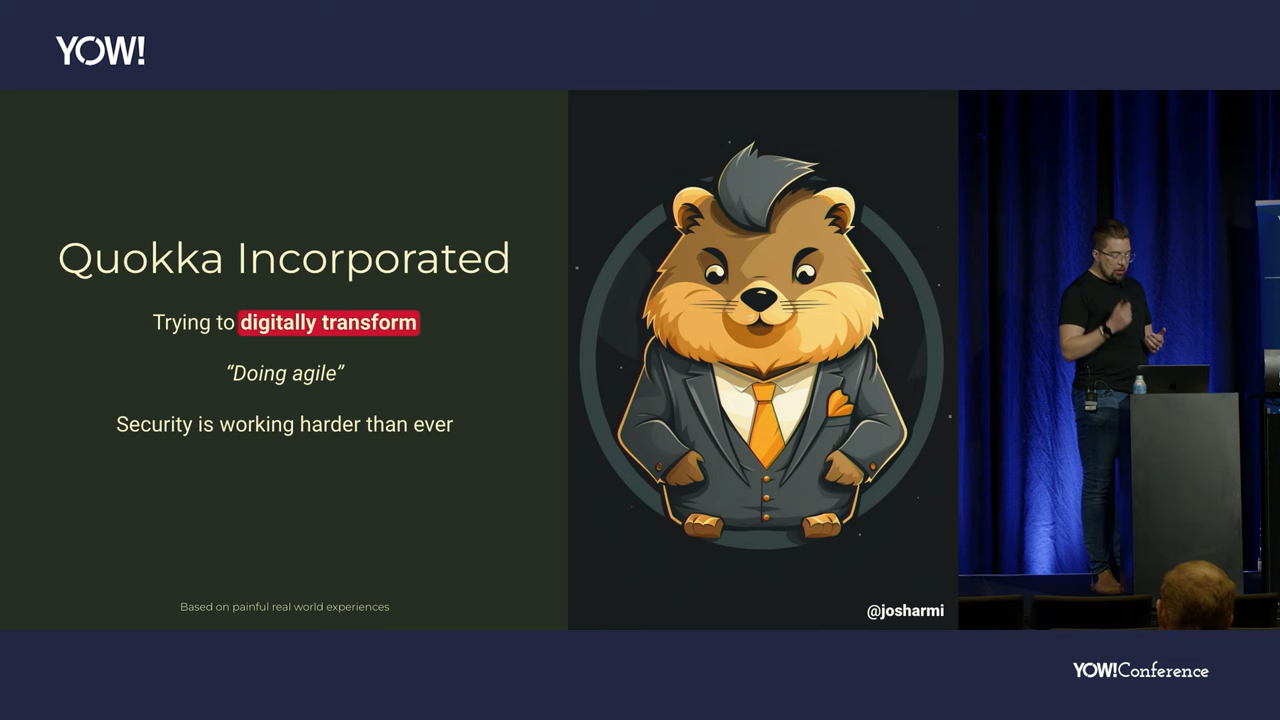 YOW!
Quokka Incorporated
Trying to digitally transform
“Doing agile”
Security is working harder than ever
Based on painful real world experiences
@josharmi
YOW!Conference